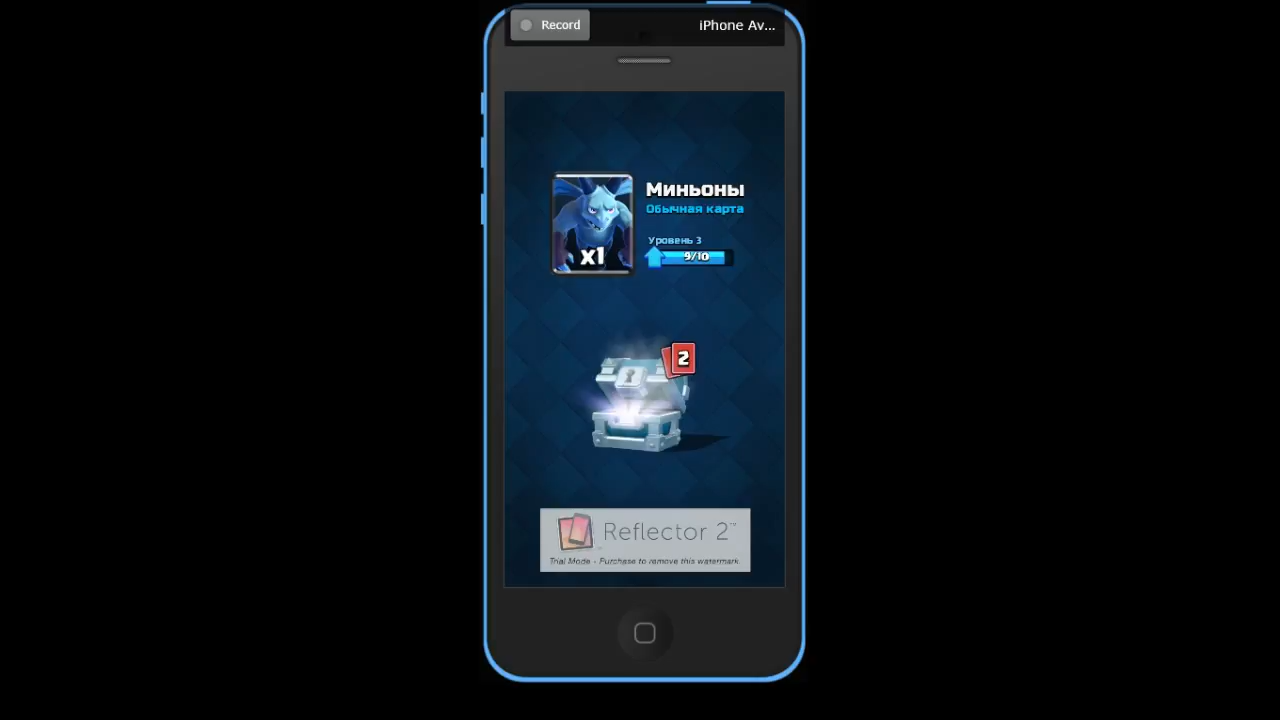 Record
iPhone Av...
Миньоны
Обычная карта
Уровень 3
9/10
x1
2
Reflector 2™
Trial Mode - Purchase to remove this watermark.